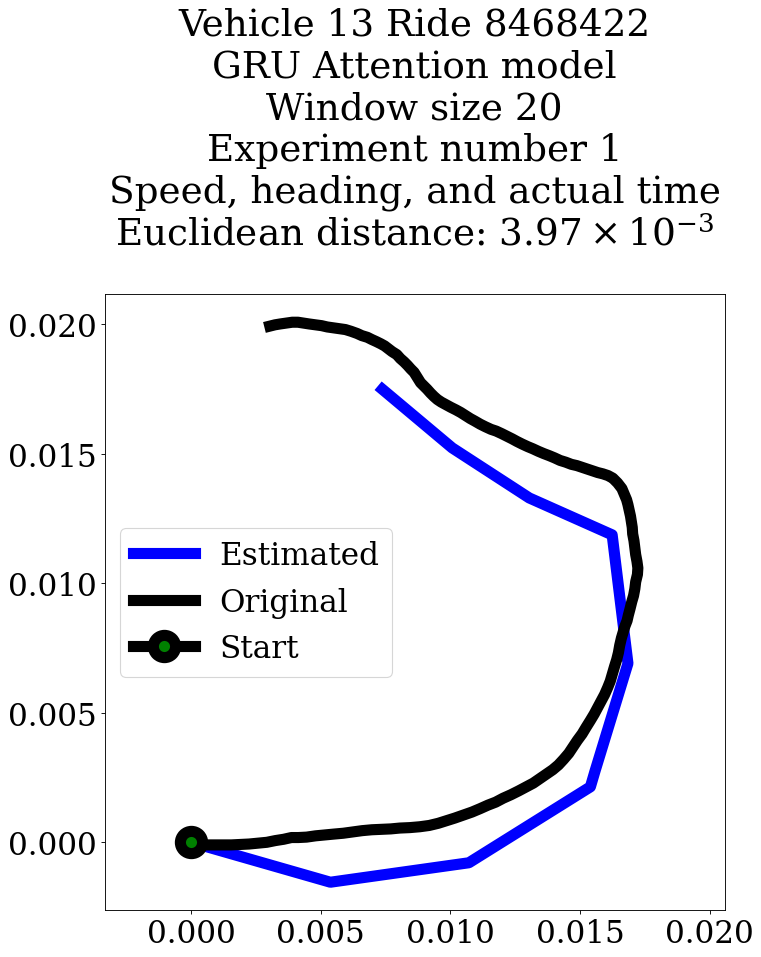 Vehicle 13 Ride 8468422
GRU Attention model
Window size 20
Experiment number 1
Speed, heading, and actual time
Euclidean distance: 3.97 × 10⁻³
0.020
0.015
0.010
0.005
0.000
Estimated
Original
Start
0.000 0.005 0.010 0.015 0.020